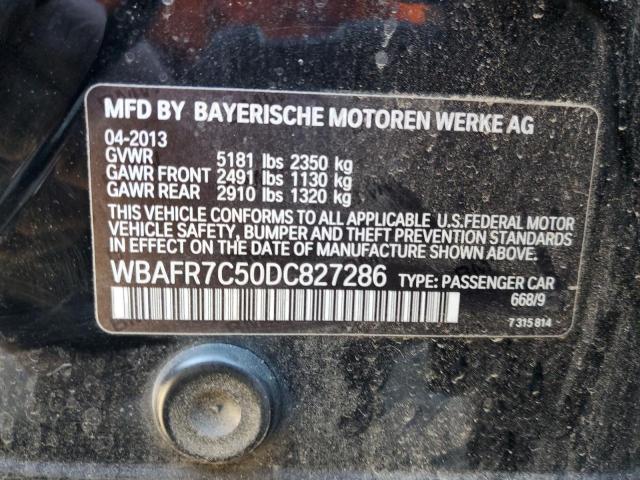 MFD BY BAYERISCHE MOTOREN WERKE AG
04-2013
GVWR 5181 lbs 2350 kg
GAWR FRONT 2491 lbs 1130 kg
GAWR REAR 2910 lbs 1320 kg
THIS VEHICLE CONFORMS TO ALL APPLICABLE U.S.FEDERAL MOTOR
VEHICLE SAFETY, BUMPER AND THEFT PREVENTION STANDARDS
IN EFFECT ON THE DATE OF MANUFACTURE SHOWN ABOVE.
WBAFR7C50DC827286 TYPE: PASSENGER CAR
668/9
7 315 814